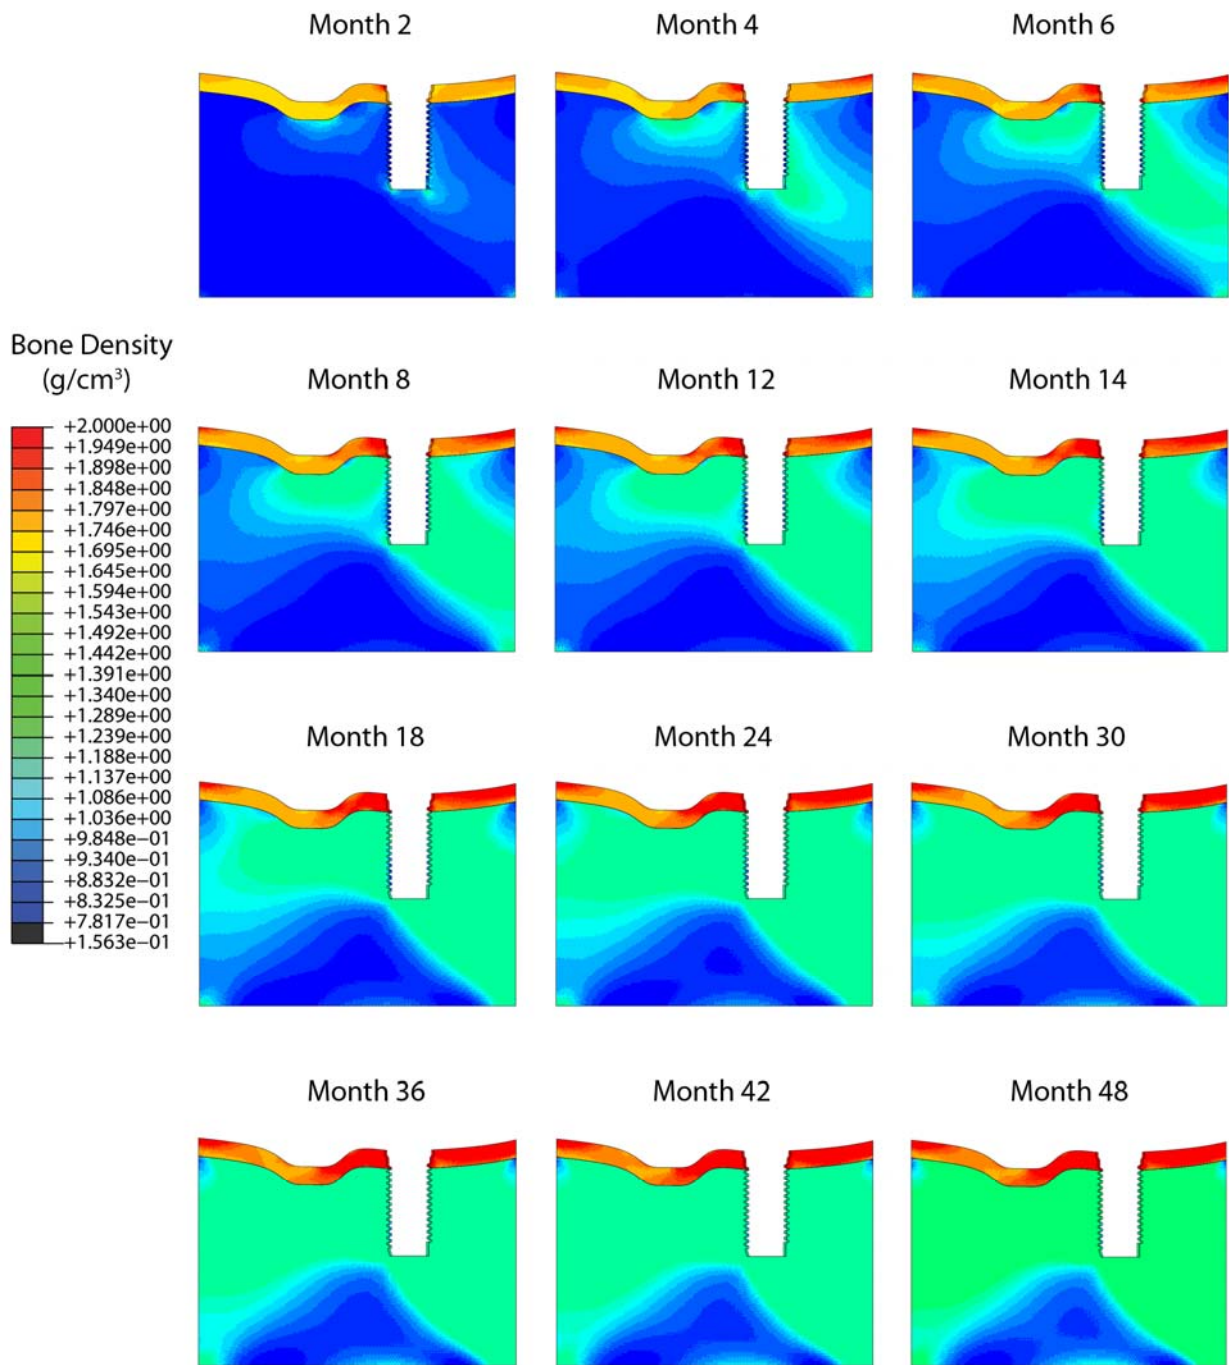 Month 2
Month 4
Month 6
Bone Density
(g/cm³)
+2.000e+00
+1.949e+00
+1.898e+00
+1.848e+00
+1.797e+00
+1.746e+00
+1.695e+00
+1.645e+00
+1.594e+00
+1.543e+00
+1.492e+00
+1.442e+00
+1.391e+00
+1.340e+00
+1.289e+00
+1.239e+00
+1.188e+00
+1.137e+00
+1.086e+00
+1.036e+00
+9.848e−01
+9.340e−01
+8.832e−01
+8.325e−01
+7.817e−01
+1.563e−01
Month 8
Month 12
Month 14
Month 18
Month 24
Month 30
Month 36
Month 42
Month 48